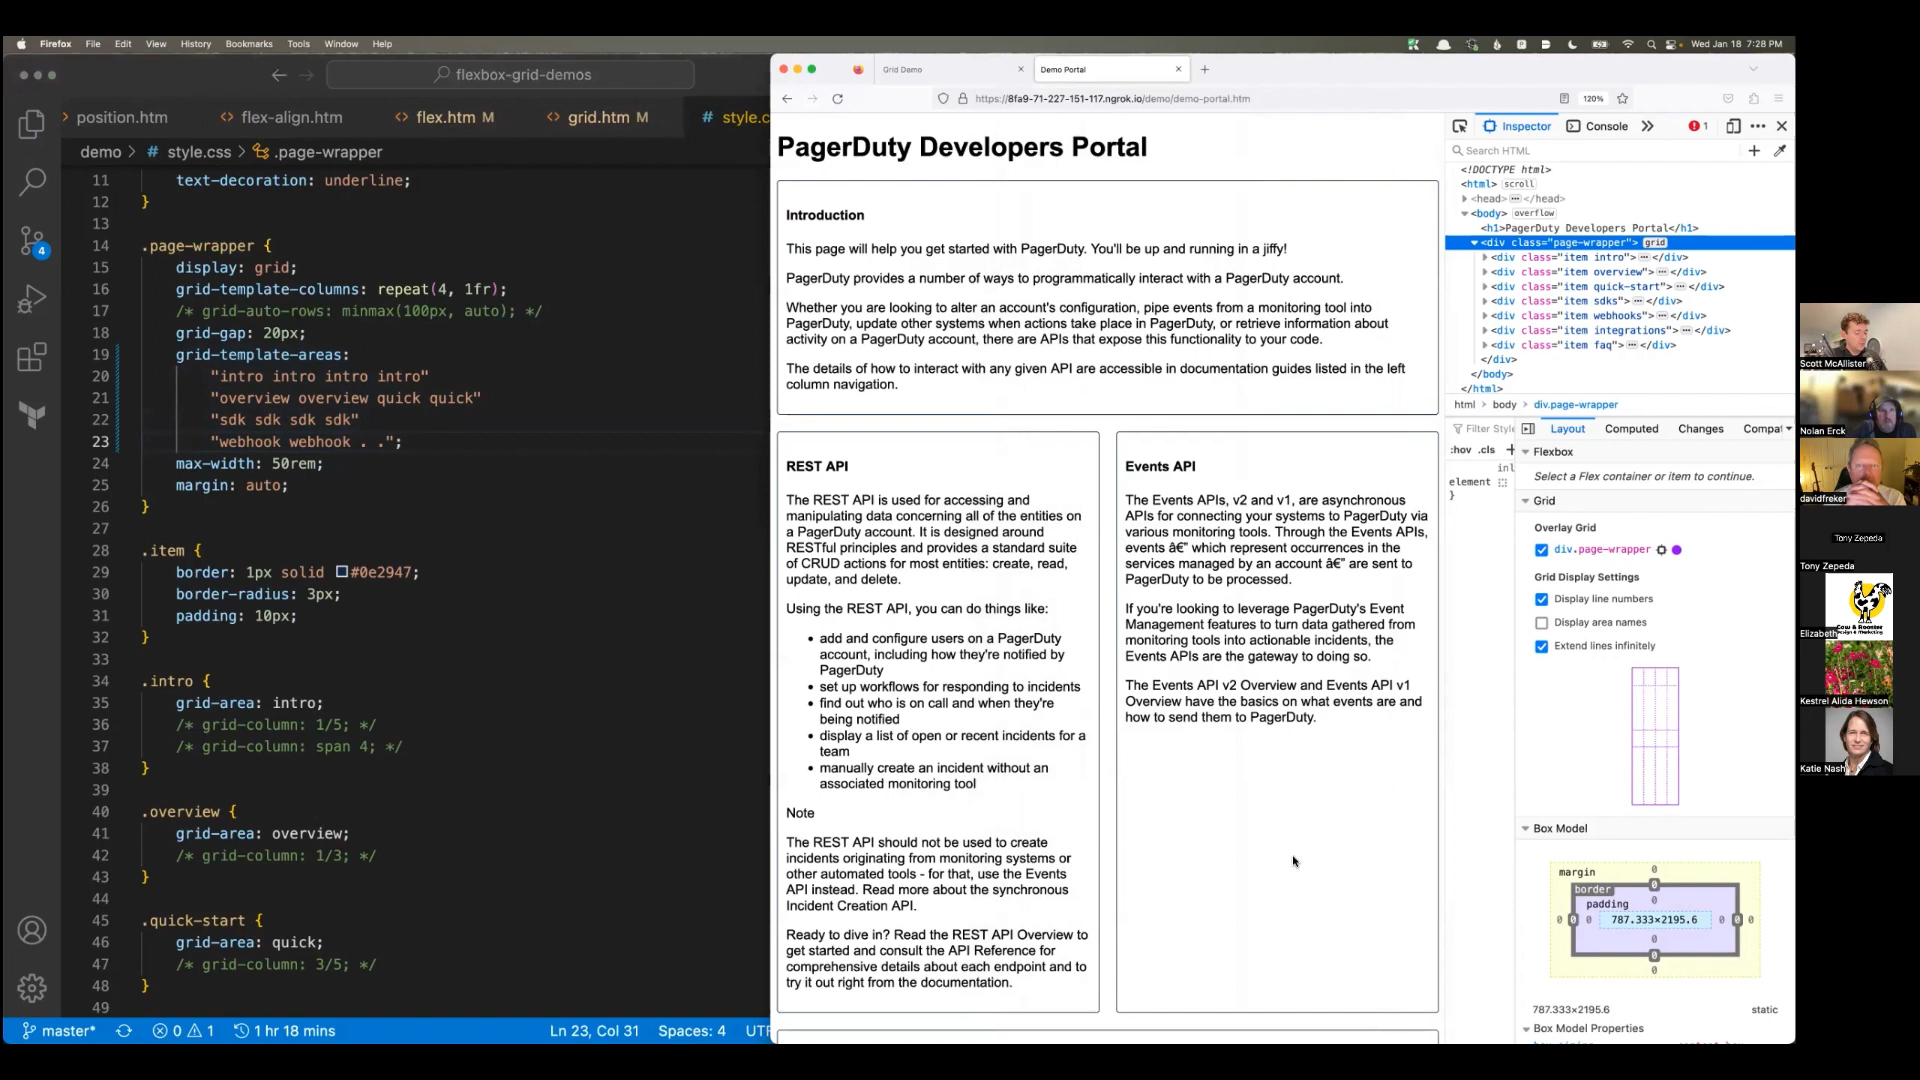 Firefox File Edit View History Bookmarks Tools Window Help
Wed Jan 18 7:28 PM
flexbox-grid-demos
position.htm
flex-align.htm
flex.htm M
grid.htm M
# style.c
demo > # style.css > .page-wrapper
11 text-decoration: underline;
12 }
13
14 .page-wrapper {
15 display: grid;
16 grid-template-columns: repeat(4, 1fr);
17 /* grid-auto-rows: minmax(100px, auto); */
18 grid-gap: 20px;
19 grid-template-areas:
20 "intro intro intro intro"
21 "overview overview quick quick"
22 "sdk sdk sdk sdk"
23 "webhook webhook . .";
24 max-width: 50rem;
25 margin: auto;
26 }
27
28 .item {
29 border: 1px solid #0e2947;
30 border-radius: 3px;
31 padding: 10px;
32 }
33
34 .intro {
35 grid-area: intro;
36 /* grid-column: 1/5; */
37 /* grid-column: span 4; */
38 }
39
40 .overview {
41 grid-area: overview;
42 /* grid-column: 1/3; */
43 }
44
45 .quick-start {
46 grid-area: quick;
47 /* grid-column: 3/5; */
48 }
49
4
master* 0 1 1 hr 18 mins Ln 23, Col 31 Spaces: 4 UTF
Grid Demo
Demo Portal
https://8fa9-71-227-151-117.ngrok.io/demo/demo-portal.htm
120%
PagerDuty Developers Portal
Introduction
This page will help you get started with PagerDuty. You'll be up and running in a jiffy!
PagerDuty provides a number of ways to programmatically interact with a PagerDuty account.
Whether you are looking to alter an account's configuration, pipe events from a monitoring tool into
PagerDuty, update other systems when actions take place in PagerDuty, or retrieve information about
activity on a PagerDuty account, there are APIs that expose this functionality to your code.
The details of how to interact with any given API are accessible in documentation guides listed in the left
column navigation.
REST API
The REST API is used for accessing and
manipulating data concerning all of the entities on
a PagerDuty account. It is designed around
RESTful principles and provides a standard suite
of CRUD actions for most entities: create, read,
update, and delete.
Using the REST API, you can do things like:
• add and configure users on a PagerDuty
account, including how they're notified by
PagerDuty
• set up workflows for responding to incidents
• find out who is on call and when they're
being notified
• display a list of open or recent incidents for a
team
• manually create an incident without an
associated monitoring tool
Note
The REST API should not be used to create
incidents originating from monitoring systems or
other automated tools - for that, use the Events
API instead. Read more about the synchronous
Incident Creation API.
Ready to dive in? Read the REST API Overview to
get started and consult the API Reference for
comprehensive details about each endpoint and to
try it out right from the documentation.
Events API
The Events APIs, v2 and v1, are asynchronous
APIs for connecting your systems to PagerDuty via
various monitoring tools. Through the Events APIs,
events â€” which represent occurrences in the
services managed by an account â€” are sent to
PagerDuty to be processed.
If you're looking to leverage PagerDuty's Event
Management features to turn data gathered from
monitoring tools into actionable incidents, the
Events APIs are the gateway to doing so.
The Events API v2 Overview and Events API v1
Overview have the basics on what events are and
how to send them to PagerDuty.
Inspector Console 1
Search HTML
<!DOCTYPE html>
<html> scroll
<head> </head>
<body> overflow
<h1>PagerDuty Developers Portal</h1>
<div class="page-wrapper"> grid
<div class="item intro"> </div>
<div class="item overview"> </div>
<div class="item quick-start"> </div>
<div class="item sdks"> </div>
<div class="item webhooks"> </div>
<div class="item integrations"> </div>
<div class="item faq"> </div>
</div>
</body>
</html>
html > body > div.page-wrapper
Filter Style
:hov .cls +
inl
element
}
Layout Computed Changes Compat
Flexbox
Select a Flex container or item to continue.
Grid
Overlay Grid
div.page-wrapper
Grid Display Settings
Display line numbers
Display area names
Extend lines infinitely
Box Model
margin 0
border 0
padding 0
0 0 0 787.333×2195.6 0 0 0
0
0
0
787.333×2195.6 static
Box Model Properties
Scott McAllister
Nolan Erck
davidfreker
Tony Zepeda
Tony Zepeda
Cow & Rooster
Design & Marketing
Elizabeth
Kestrel Alida Hewson
Katie Nash